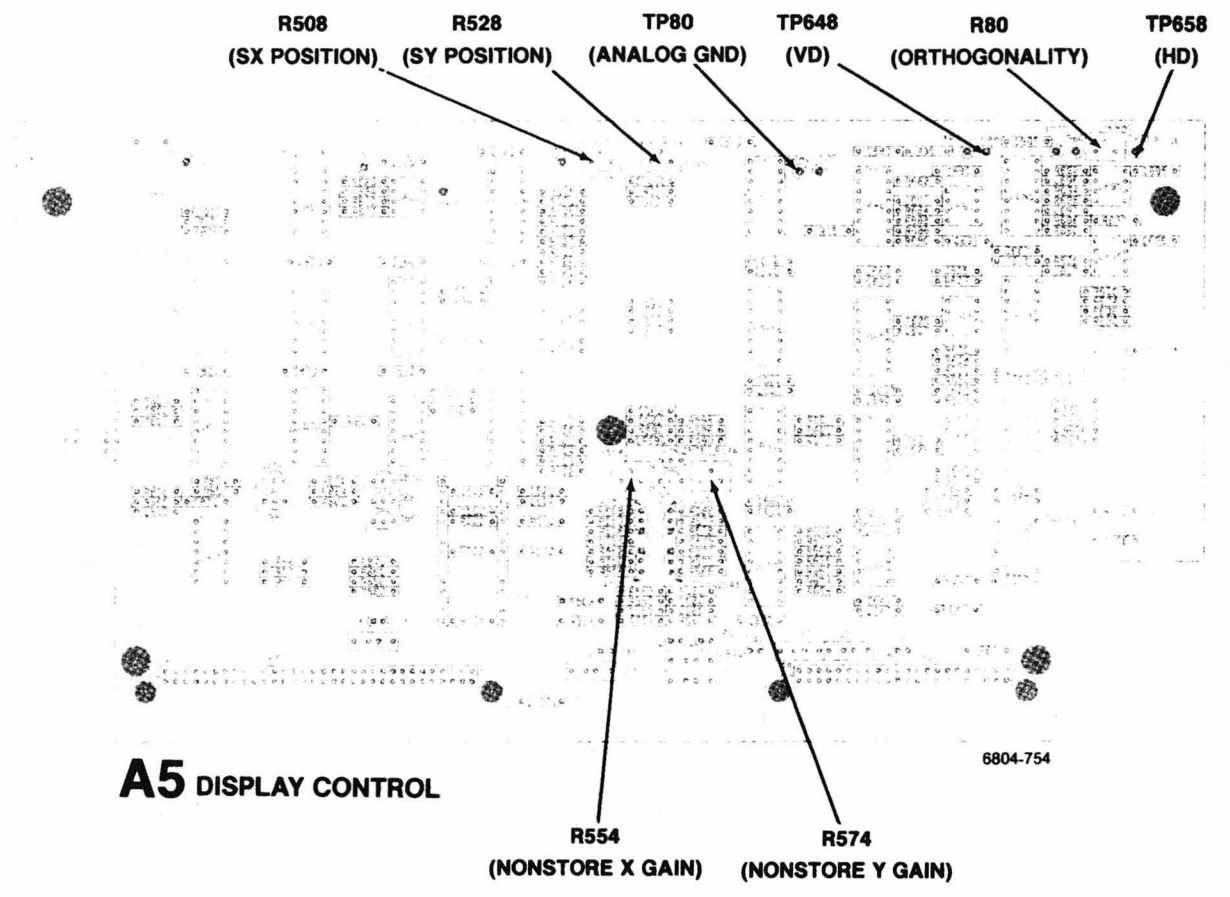 R508
(SX POSITION)
R528
(SY POSITION)
TP80
(ANALOG GND)
TP648
(VD)
R80
(ORTHOGONALITY)
TP658
(HD)
6804-754
A5 DISPLAY CONTROL
R554
(NONSTORE X GAIN)
R574
(NONSTORE Y GAIN)